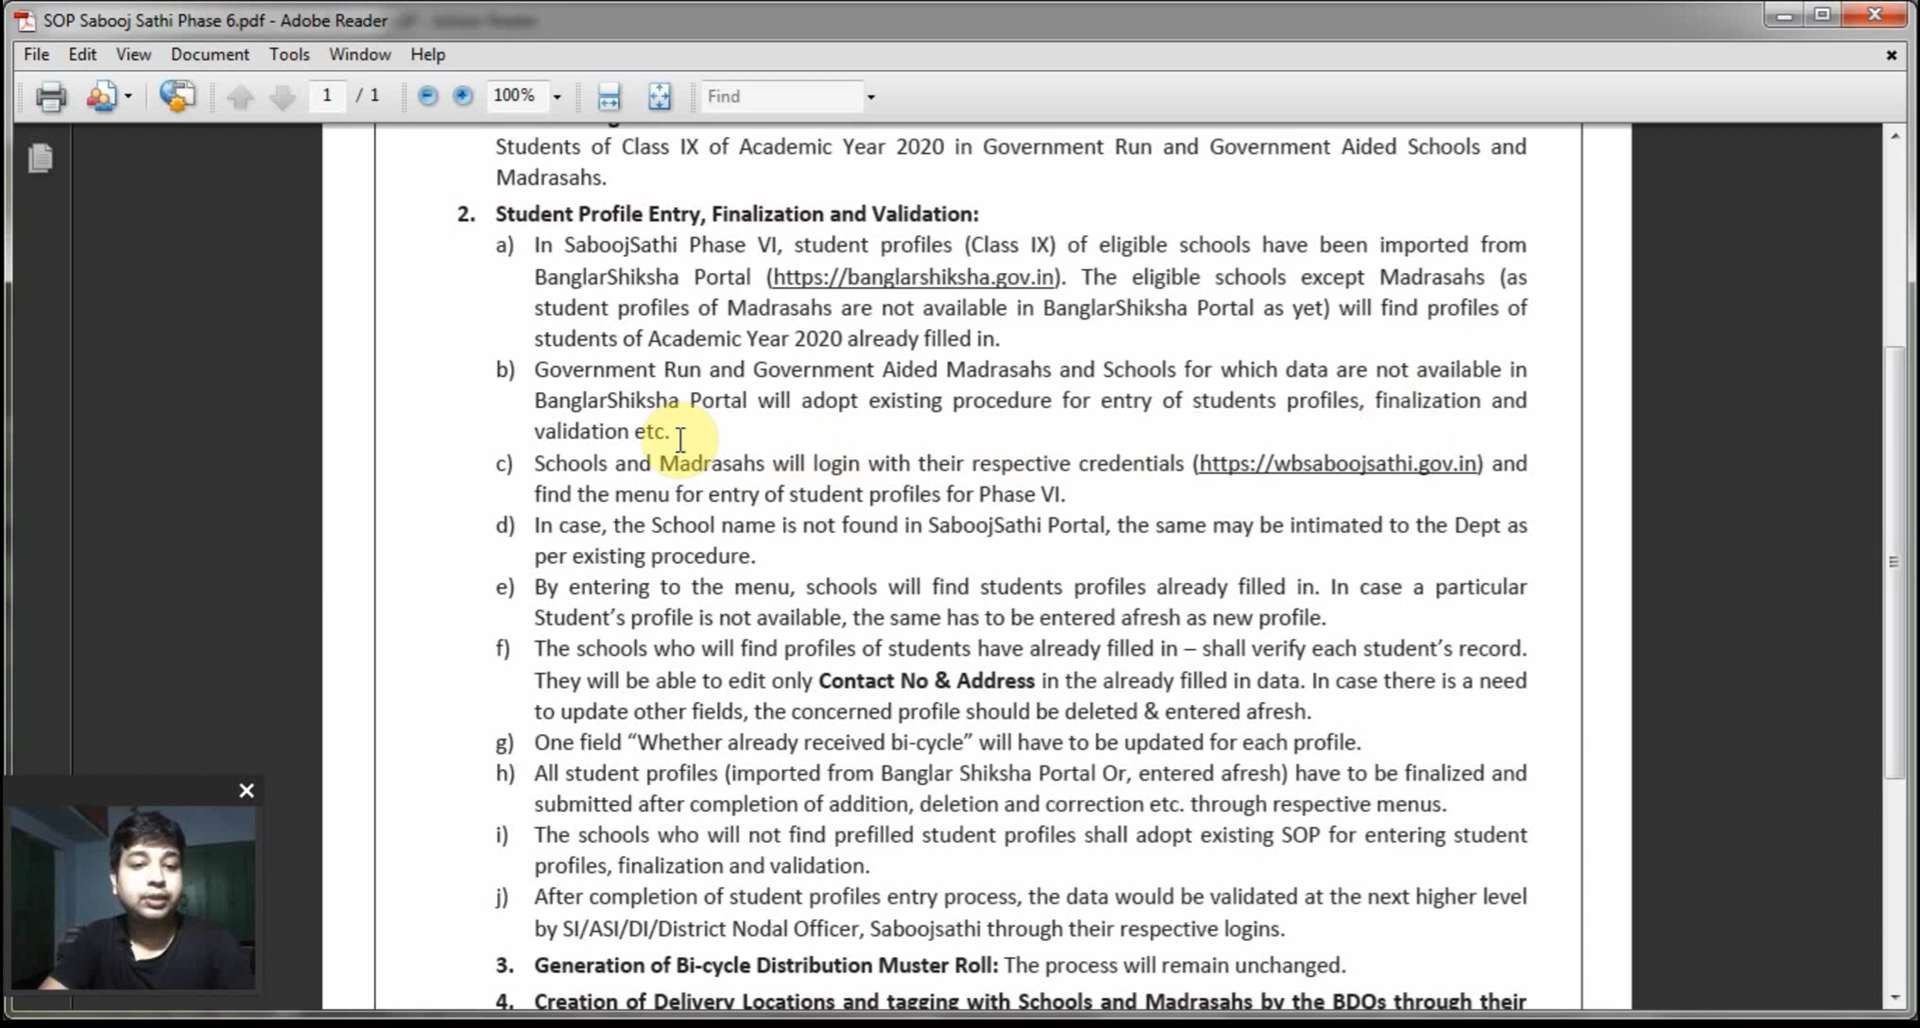 SOP Sabooj Sathi Phase 6.pdf - Adobe Reader
File Edit View Document Tools Window Help
1 / 1 100% Find
Students of Class IX of Academic Year 2020 in Government Run and Government Aided Schools and
Madrasahs.
2. Student Profile Entry, Finalization and Validation:
a) In SaboojSathi Phase VI, student profiles (Class IX) of eligible schools have been imported from
BanglarShiksha Portal (https://banglarshiksha.gov.in). The eligible schools except Madrasahs (as
student profiles of Madrasahs are not available in BanglarShiksha Portal as yet) will find profiles of
students of Academic Year 2020 already filled in.
b) Government Run and Government Aided Madrasahs and Schools for which data are not available in
BanglarShiksha Portal will adopt existing procedure for entry of students profiles, finalization and
validation etc.
c) Schools and Madrasahs will login with their respective credentials (https://wbsaboojsathi.gov.in) and
find the menu for entry of student profiles for Phase VI.
d) In case, the School name is not found in SaboojSathi Portal, the same may be intimated to the Dept as
per existing procedure.
e) By entering to the menu, schools will find students profiles already filled in. In case a particular
Student’s profile is not available, the same has to be entered afresh as new profile.
f) The schools who will find profiles of students have already filled in – shall verify each student’s record.
They will be able to edit only Contact No & Address in the already filled in data. In case there is a need
to update other fields, the concerned profile should be deleted & entered afresh.
g) One field “Whether already received bi-cycle” will have to be updated for each profile.
h) All student profiles (imported from Banglar Shiksha Portal Or, entered afresh) have to be finalized and
submitted after completion of addition, deletion and correction etc. through respective menus.
i) The schools who will not find prefilled student profiles shall adopt existing SOP for entering student
profiles, finalization and validation.
j) After completion of student profiles entry process, the data would be validated at the next higher level
by SI/ASI/DI/District Nodal Officer, Saboojsathi through their respective logins.
3. Generation of Bi-cycle Distribution Muster Roll: The process will remain unchanged.
4. Creation of Delivery Locations and tagging with Schools and Madrasahs by the BDOs through their